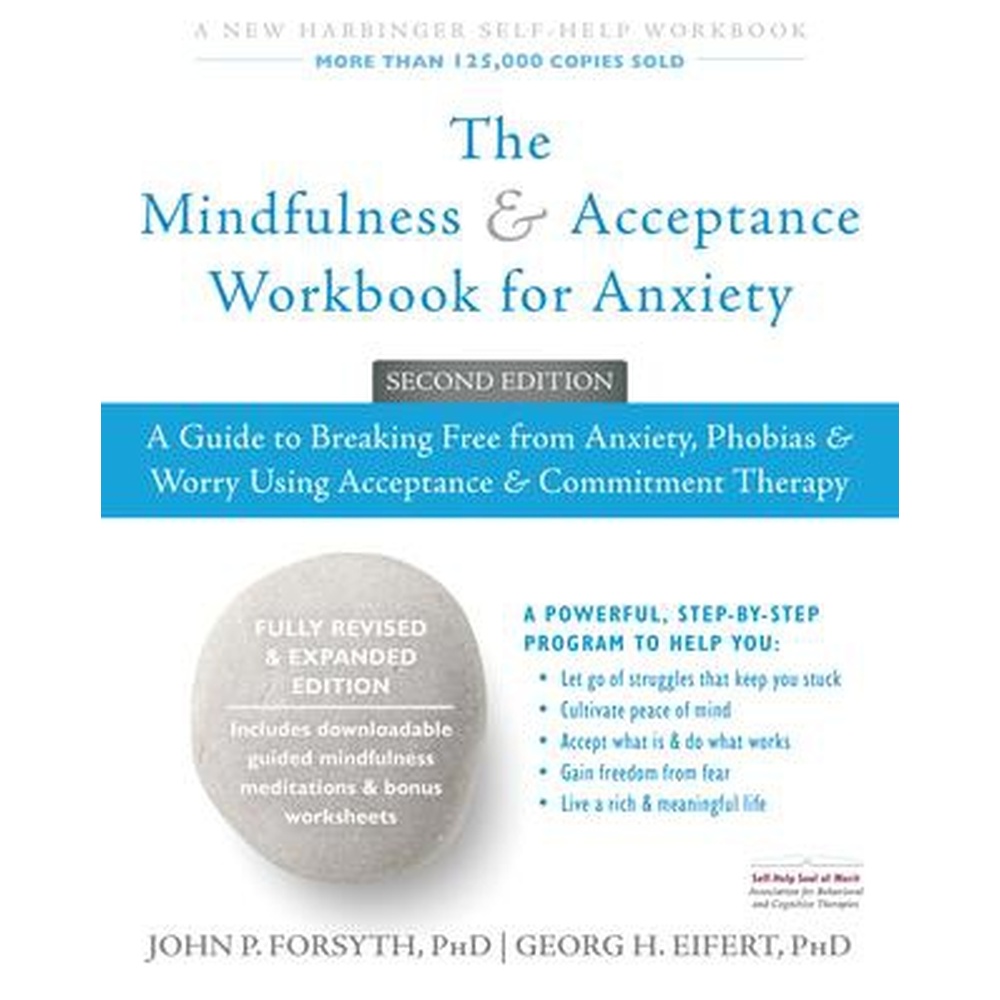 A NEW HARBINGER SELF-HELP WORKBOOK
MORE THAN 125,000 COPIES SOLD
The
Mindfulness & Acceptance
Workbook for Anxiety
SECOND EDITION
A Guide to Breaking Free from Anxiety, Phobias &
Worry Using Acceptance & Commitment Therapy
FULLY REVISED
& EXPANDED
EDITION
Includes downloadable
guided mindfulness
meditations & bonus
worksheets
A POWERFUL, STEP-BY-STEP
PROGRAM TO HELP YOU:
• Let go of struggles that keep you stuck
• Cultivate peace of mind
• Accept what is & do what works
• Gain freedom from fear
• Live a rich & meaningful life
Self-Help Seal of Merit
Association for Behavioral
and Cognitive Therapies
JOHN P. FORSYTH, PHD | GEORG H. EIFERT, PHD